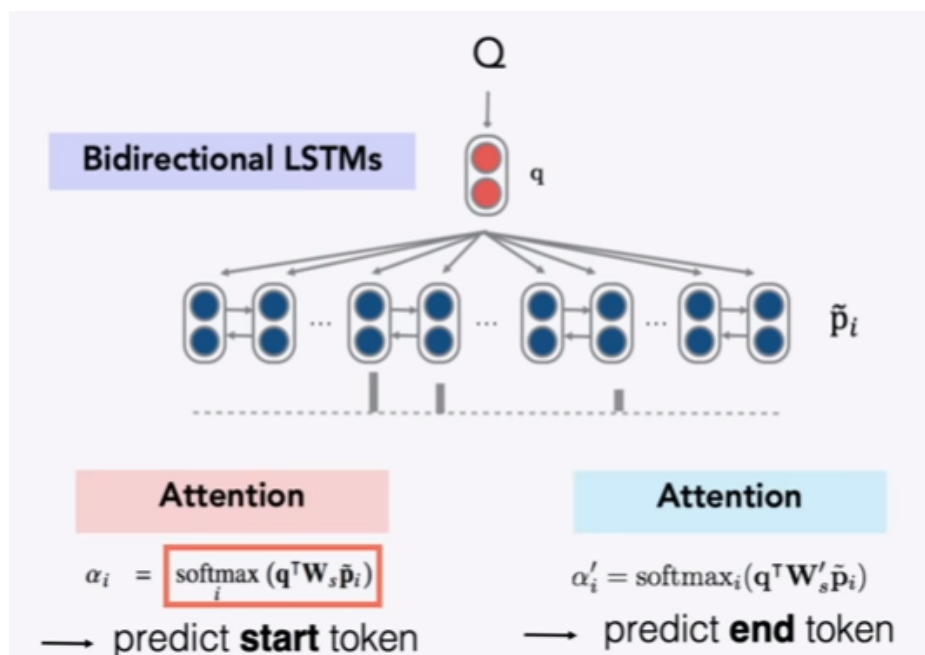 Q
Bidirectional LSTMs
q
... ... ...
p̃ᵢ
Attention
αᵢ = softmaxᵢ (qᵀWₛp̃ᵢ)
→ predict start token
Attention
α′ᵢ = softmaxᵢ(qᵀW′ₛp̃ᵢ)
→ predict end token